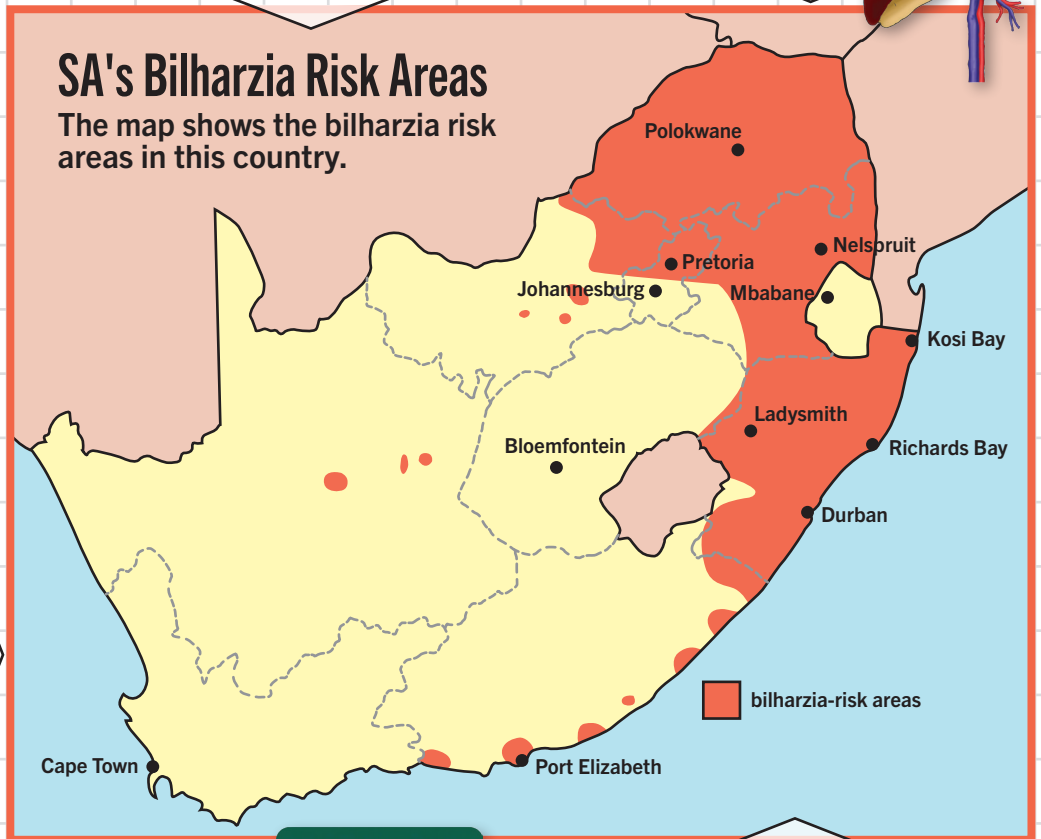 SA's Bilharzia Risk Areas
The map shows the bilharzia risk
areas in this country.
Polokwane
Nelspruit
Pretoria
Johannesburg
Mbabane
Kosi Bay
Ladysmith
Bloemfontein
Richards Bay
Durban
bilharzia-risk areas
Cape Town
Port Elizabeth